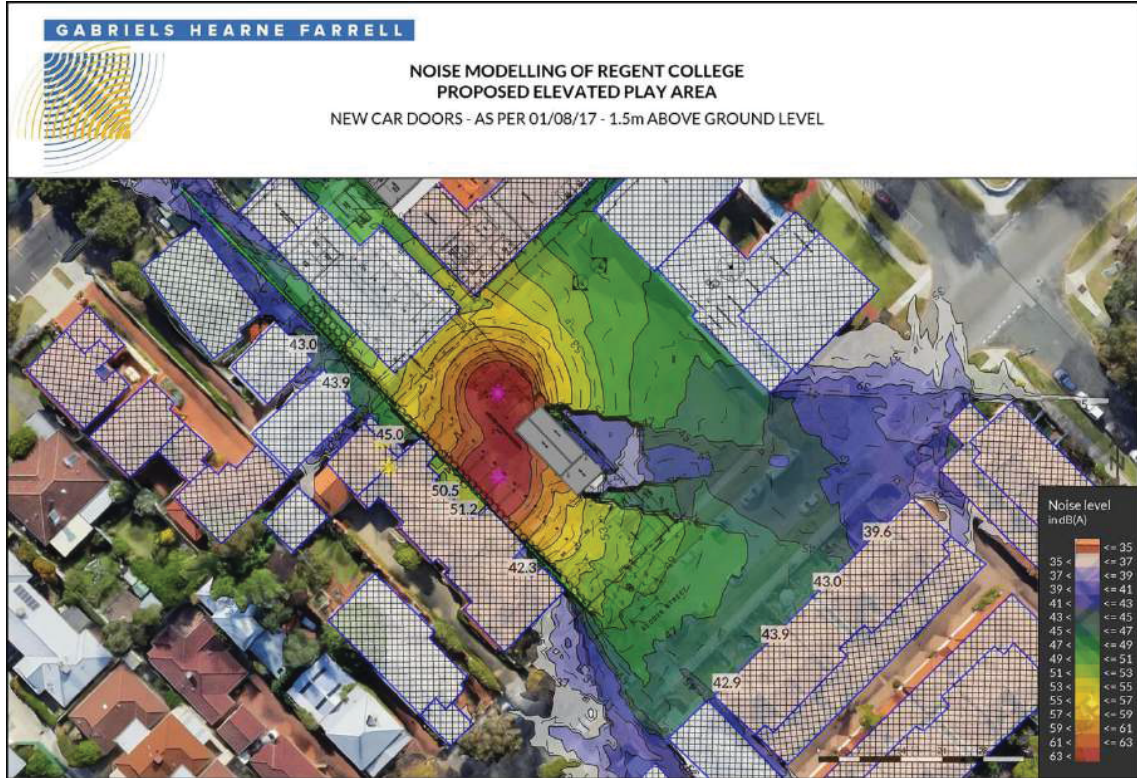 GABRIELS HEARNE FARRELL
NOISE MODELLING OF REGENT COLLEGE
PROPOSED ELEVATED PLAY AREA
NEW CAR DOORS - AS PER 01/08/17 - 1.5m ABOVE GROUND LEVEL
43.0
43.9
45.0
50.5
51.2
42.3
39.6
43.0
43.9
42.9
Noise level
in dB(A)
<= 35
35 < <= 37
37 < <= 39
39 < <= 41
41 < <= 43
43 < <= 45
45 < <= 47
47 < <= 49
49 < <= 51
51 < <= 53
53 < <= 55
55 < <= 57
57 < <= 59
59 < <= 61
61 < <= 63
63 <